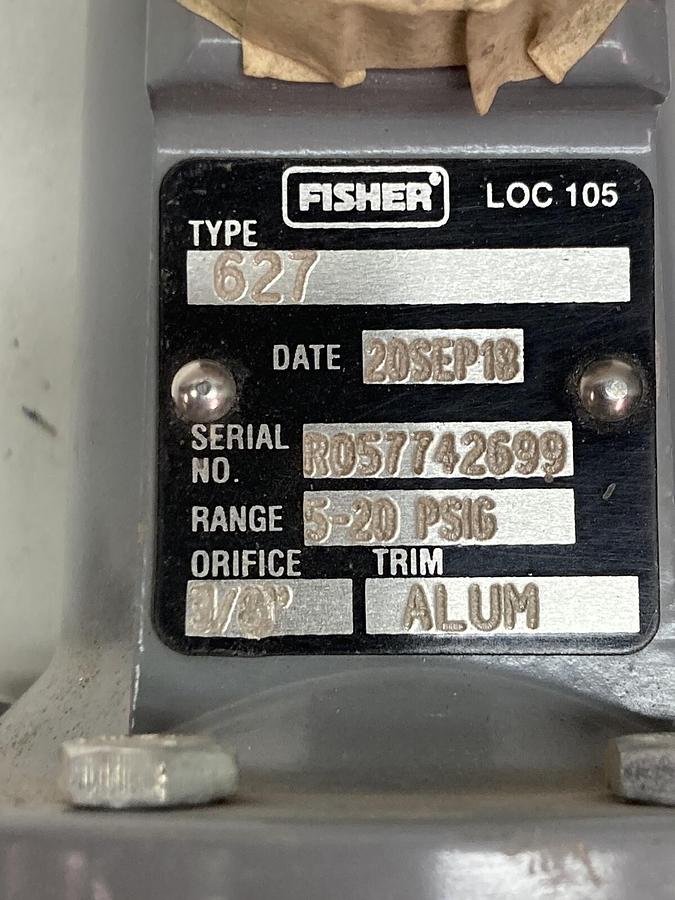 FISHER® LOC 105
TYPE
627
DATE 20SEP18
SERIAL NO. R057742699
RANGE 5-20 PSIG
ORIFICE TRIM
3/8" ALUM